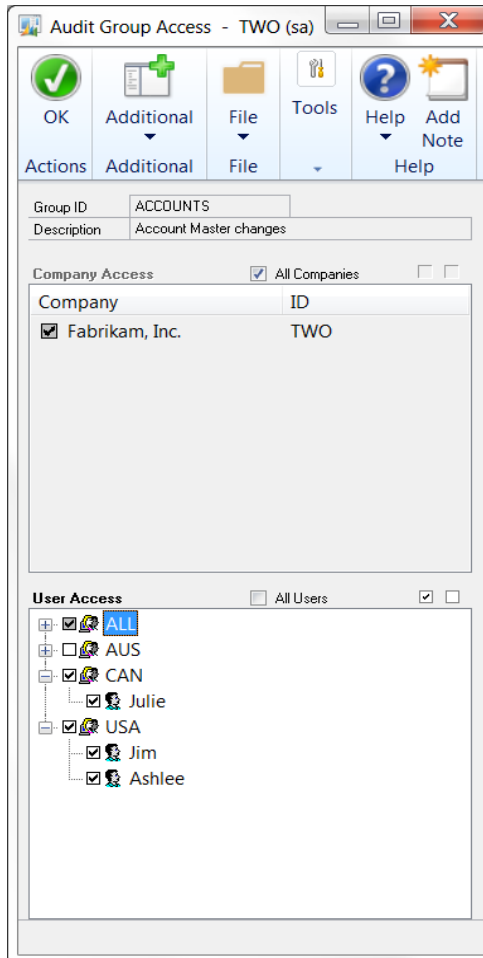 Audit Group Access - TWO (sa)
OK Additional File Tools Help Add Note
Actions Additional File Help
Group ID ACCOUNTS
Description Account Master changes
Company Access All Companies
Company ID
Fabrikam, Inc. TWO
User Access All Users
ALL
AUS
CAN
Julie
USA
Jim
Ashlee